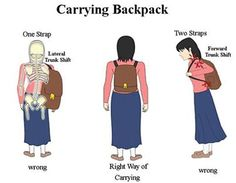 Carrying Backpack
One Strap
Two Straps
Lateral
Trunk Shift
Forward
Trunk Shift
wrong
Right Way of
Carrying
wrong